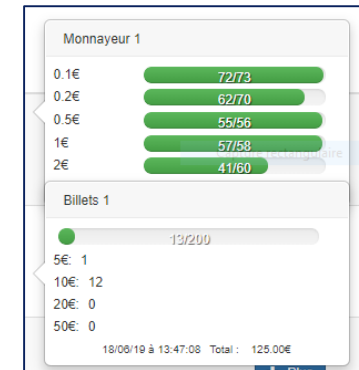 Monnayeur 1
0.1€ 72/73
0.2€ 62/70
0.5€ 55/56
1€ 57/58
Capture rectangulaire
2€ 41/60
Billets 1
13/200
5€: 1
10€: 12
20€: 0
50€: 0
18/06/19 à 13:47:08 Total : 125.00€